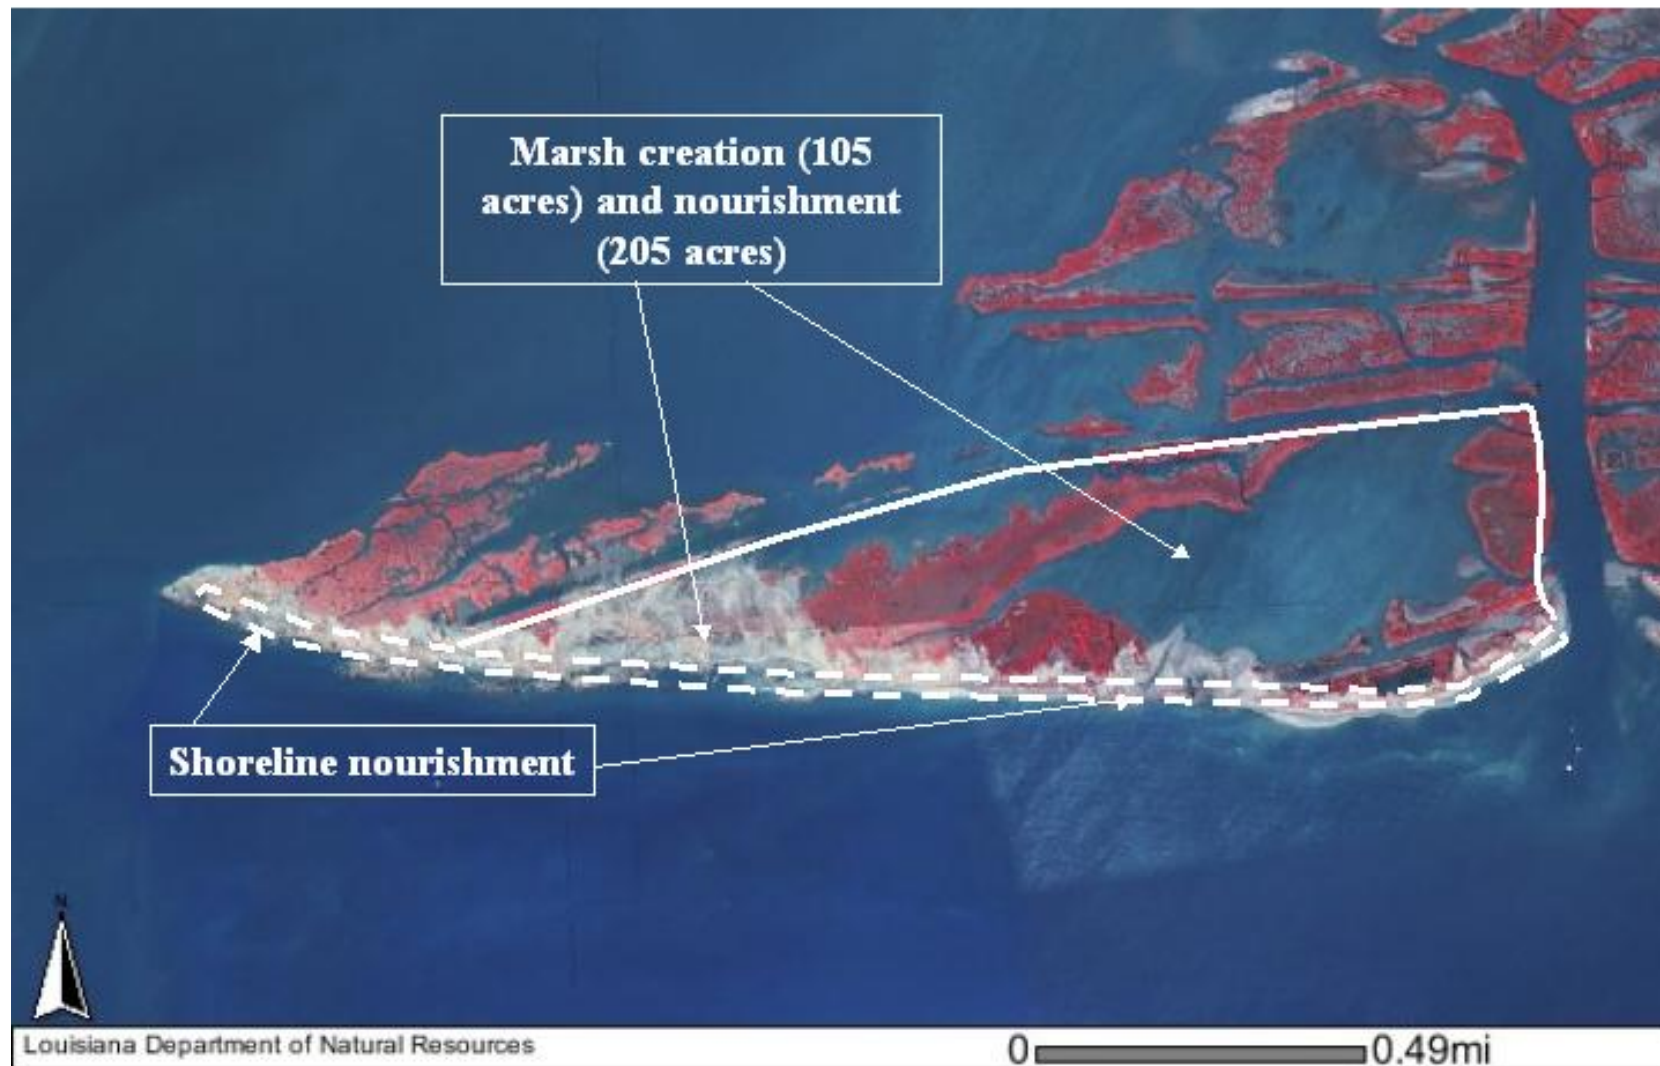 Marsh creation (105
acres) and nourishment
(205 acres)
Shoreline nourishment
N
Louisiana Department of Natural Resources
0 0.49mi